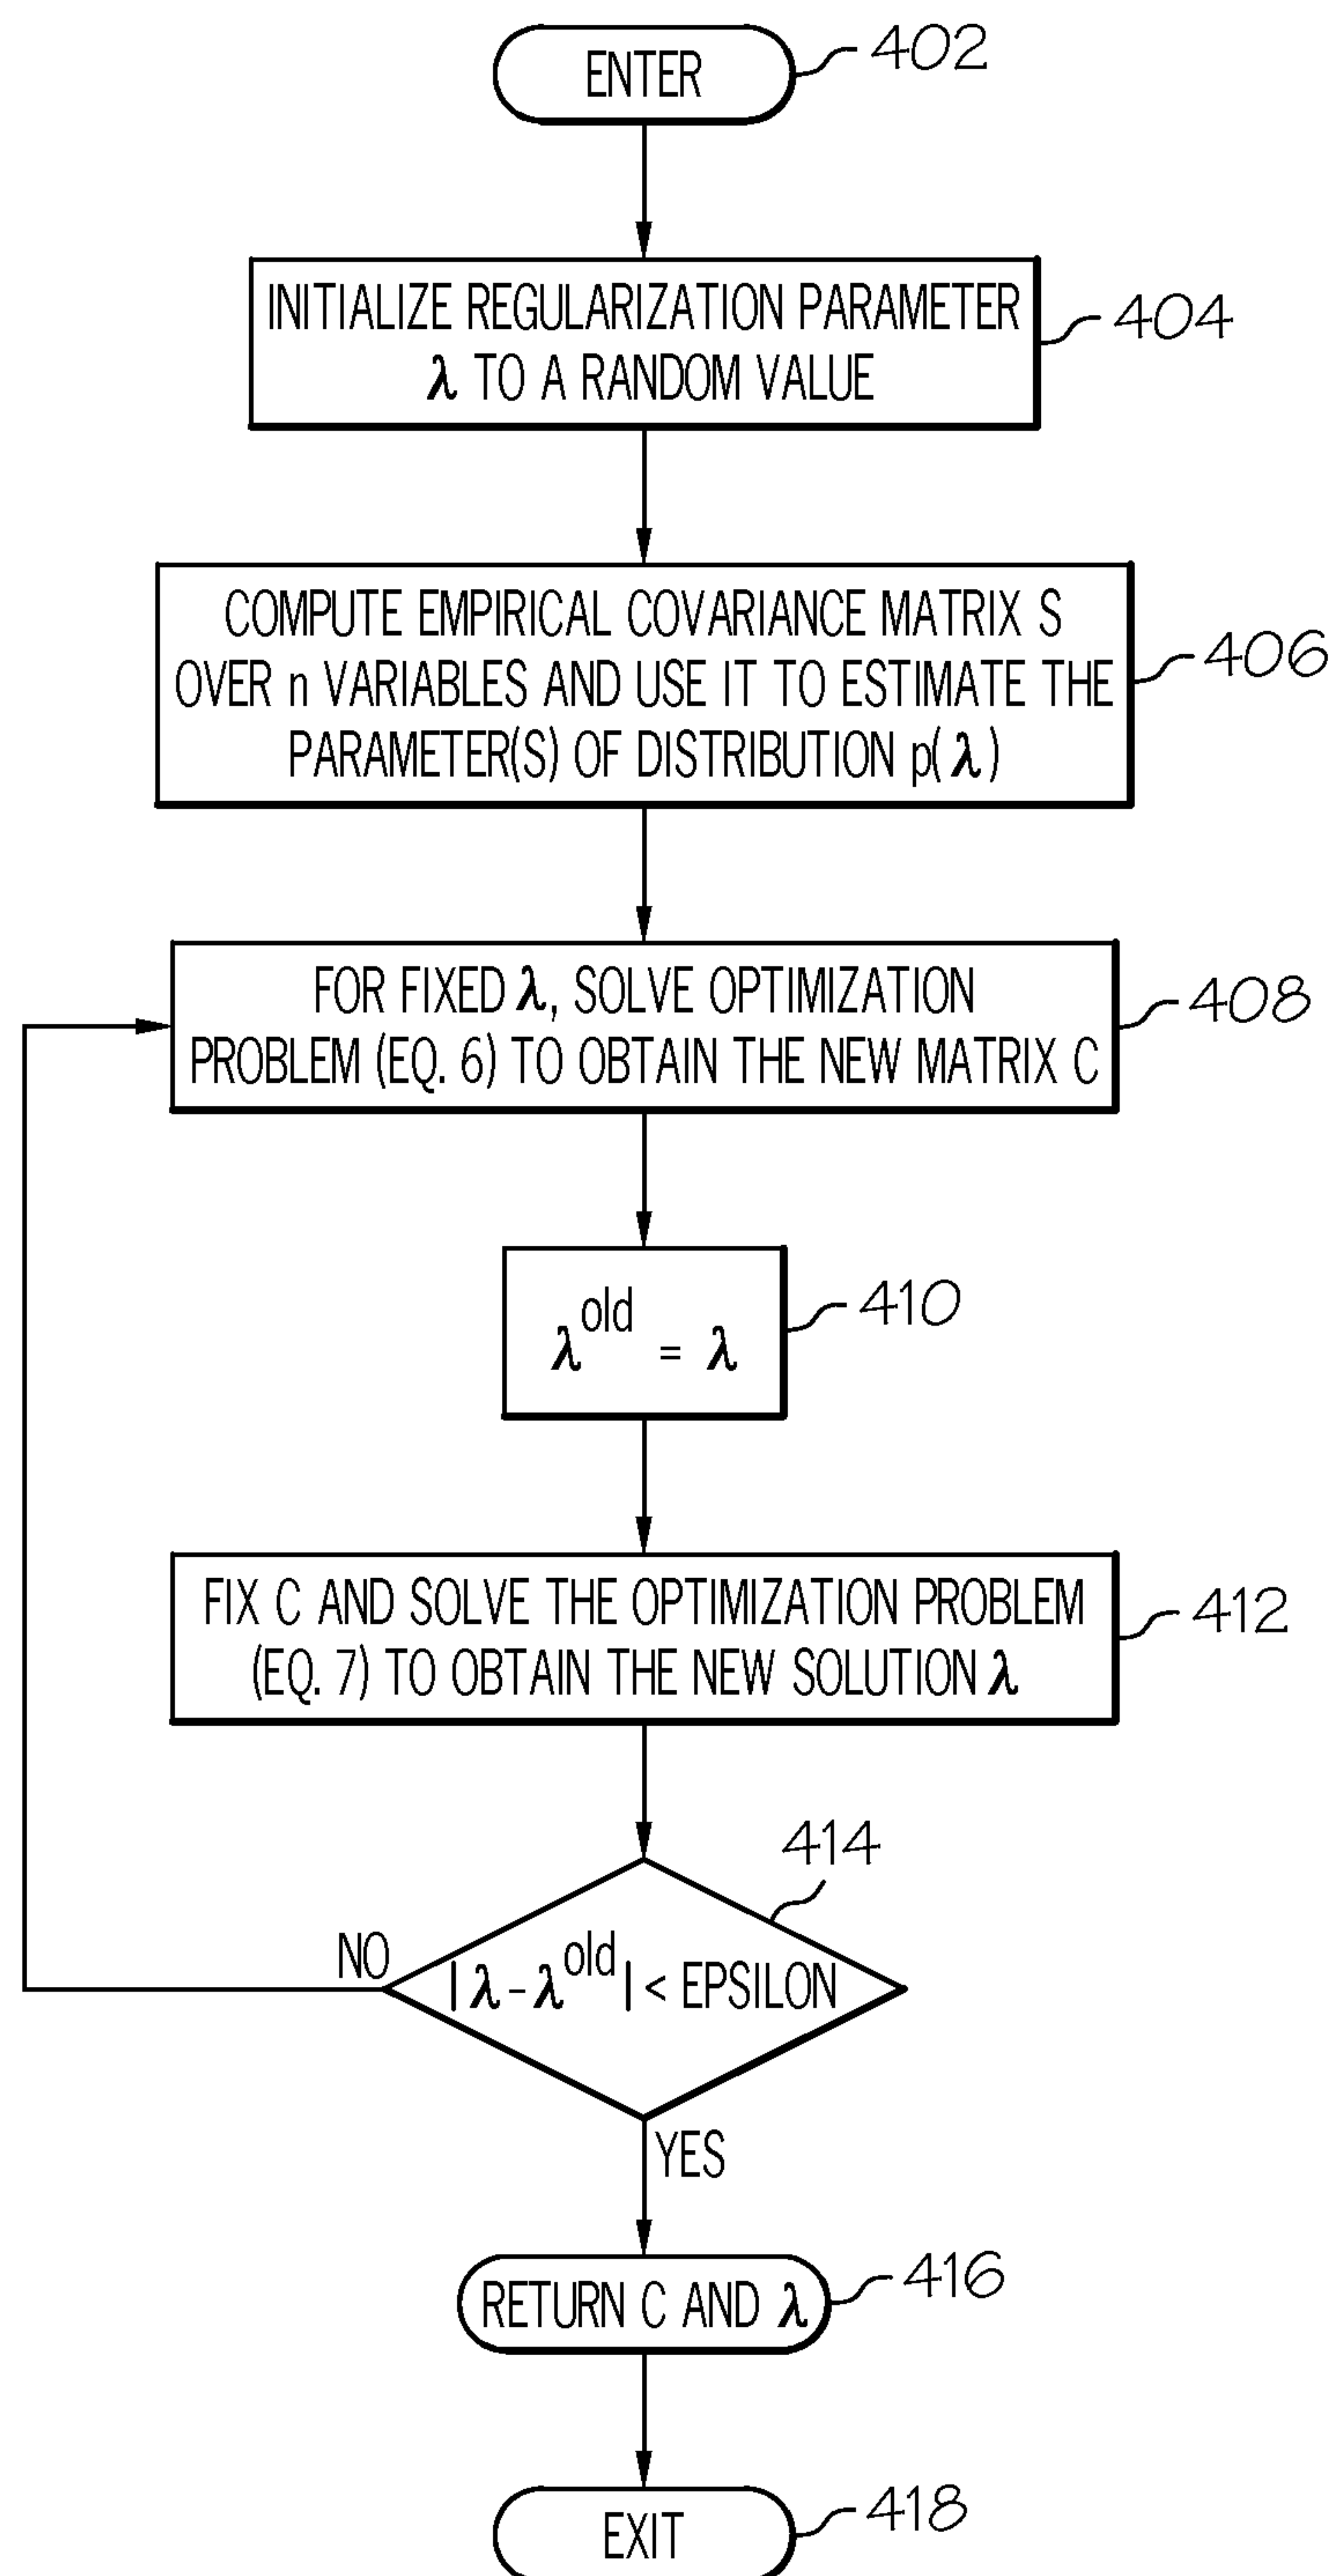 ENTER
402
INITIALIZE REGULARIZATION PARAMETER
λ TO A RANDOM VALUE
404
COMPUTE EMPIRICAL COVARIANCE MATRIX S
OVER n VARIABLES AND USE IT TO ESTIMATE THE
PARAMETER(S) OF DISTRIBUTION p(λ)
406
FOR FIXED λ, SOLVE OPTIMIZATION
PROBLEM (EQ. 6) TO OBTAIN THE NEW MATRIX C
408
λ^old = λ
410
FIX C AND SOLVE THE OPTIMIZATION PROBLEM
(EQ. 7) TO OBTAIN THE NEW SOLUTION λ
412
414
NO
|λ-λ^old| < EPSILON
YES
RETURN C AND λ
416
EXIT
418